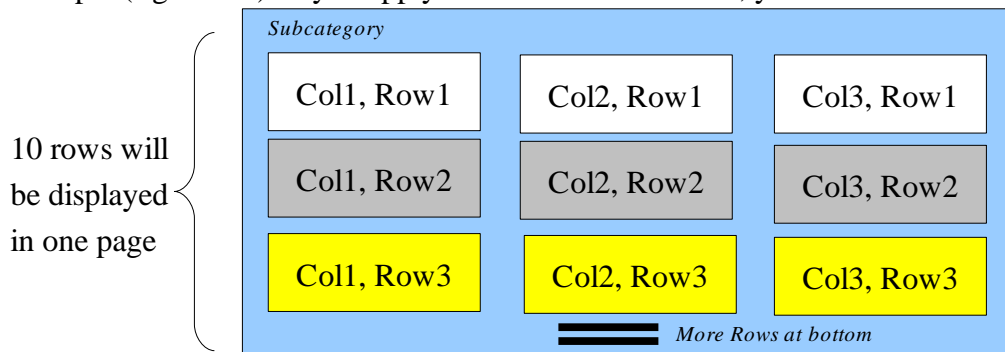 Subcategory
Col1, Row1 Col2, Row1 Col3, Row1
10 rows will
be displayed
in one page
Col1, Row2 Col2, Row2 Col3, Row2
Col1, Row3 Col2, Row3 Col3, Row3
More Rows at bottom